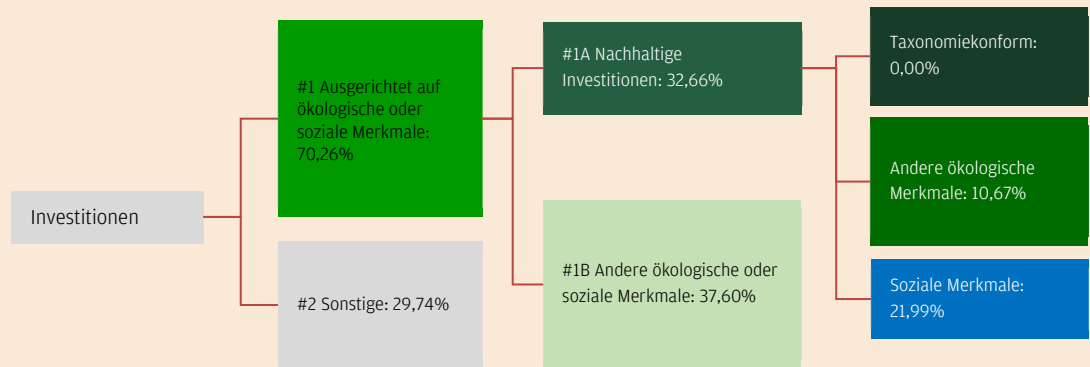 Investitionen
#1 Ausgerichtet auf
ökologische oder
soziale Merkmale:
70,26%
#2 Sonstige: 29,74%
#1A Nachhaltige
Investitionen: 32,66%
#1B Andere ökologische oder
soziale Merkmale: 37,60%
Taxonomiekonform:
0,00%
Andere ökologische
Merkmale: 10,67%
Soziale Merkmale:
21,99%